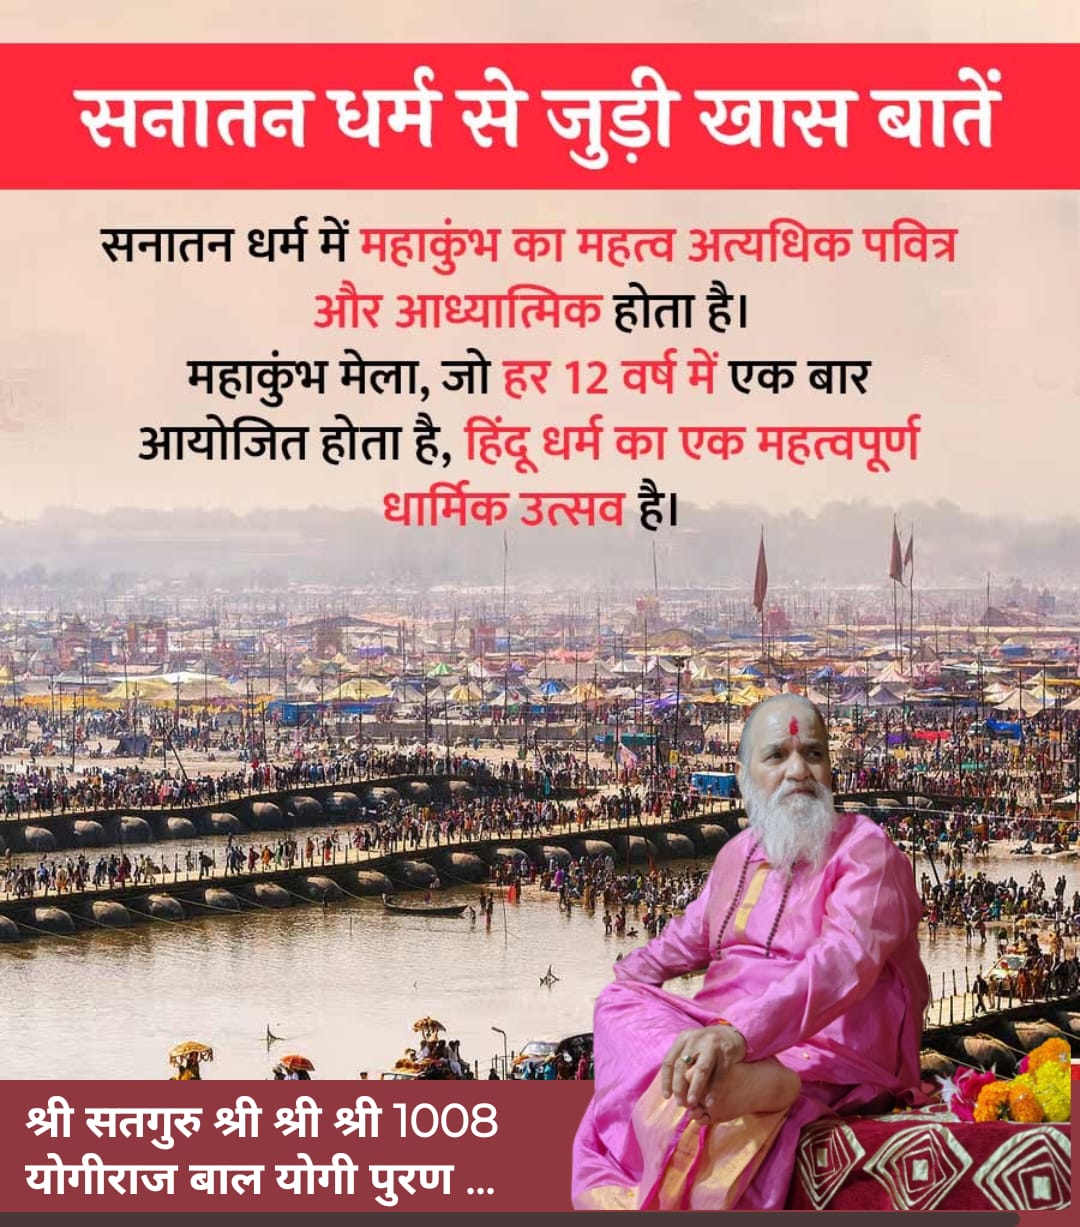 सनातन धर्म से जुड़ी खास बातें
सनातन धर्म में महाकुंभ का महत्व अत्यधिक पवित्र
और आध्यात्मिक होता है।
महाकुंभ मेला, जो हर 12 वर्ष में एक बार
आयोजित होता है, हिंदू धर्म का एक महत्वपूर्ण
धार्मिक उत्सव है।
श्री सतगुरु श्री श्री श्री 1008
योगीराज बाल योगी पुरण ...